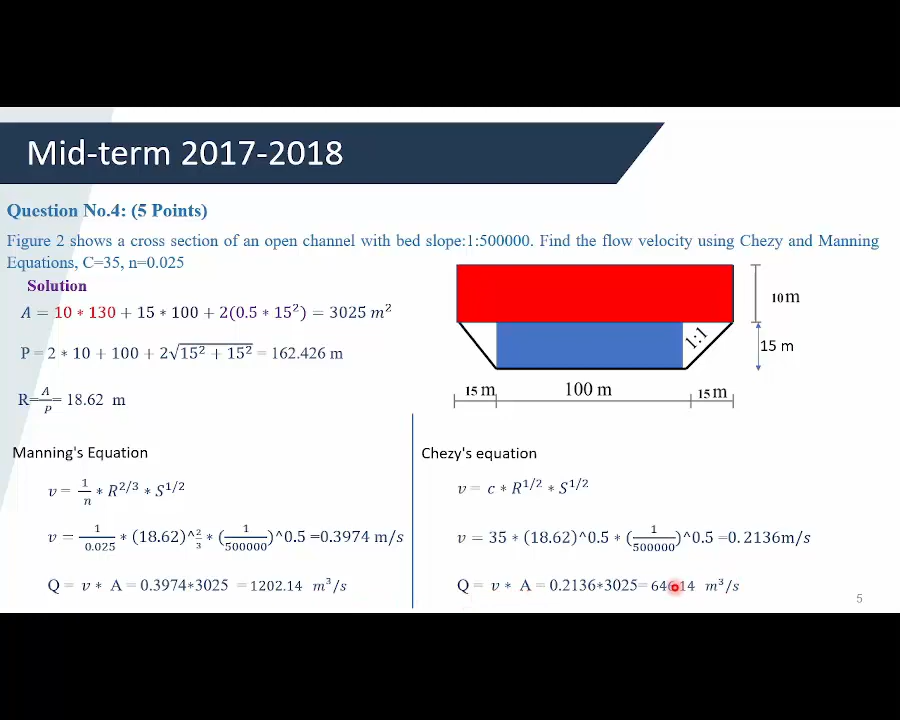 Mid-term 2017-2018
Question No.4: (5 Points)
Figure 2 shows a cross section of an open channel with bed slope:1:500000. Find the flow velocity using Chezy and Manning
Equations, C=35, n=0.025
Solution
A = 10 * 130 + 15 * 100 + 2(0.5 * 15²) = 3025 m²
P = 2 * 10 + 100 + 2√(15² + 15²) = 162.426 m
R = A/P = 18.62 m
10m
1:1
15 m
15 m
100 m
15m
Manning's Equation
v = 1/n * R^2/3 * S^1/2
v = 1/0.025 * (18.62)^2/3 * (1/500000)^0.5 =0.3974 m/s
Q = v * A = 0.3974*3025 = 1202.14 m³/s
Chezy's equation
v = c * R^1/2 * S^1/2
v = 35 * (18.62)^0.5 * (1/500000)^0.5 =0.2136m/s
Q = v * A = 0.2136*3025= m³/s
5